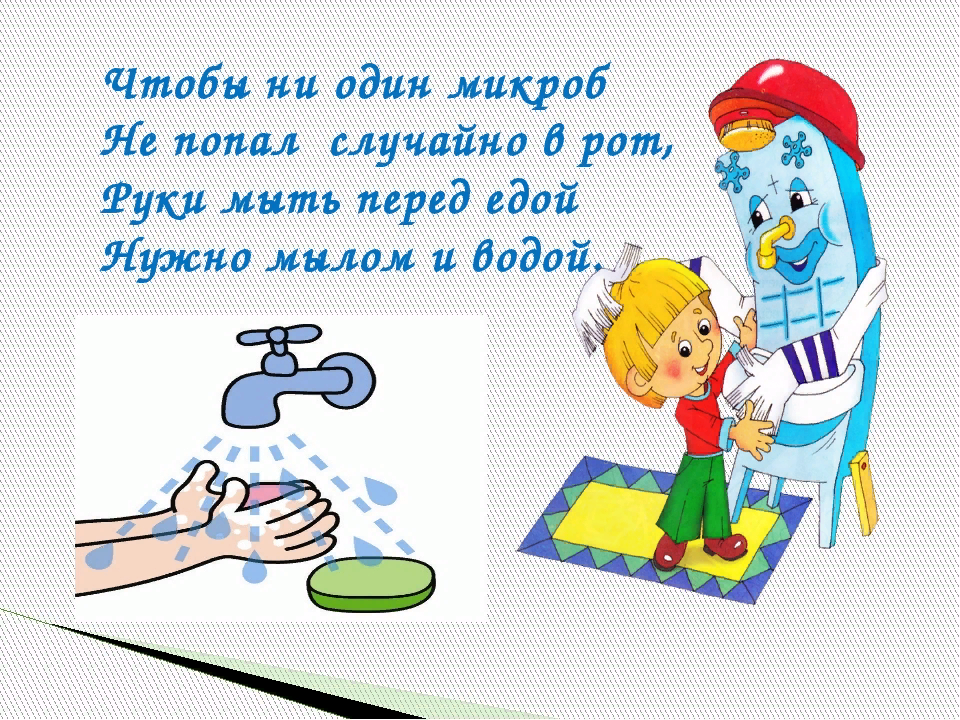 Чтобы ни один микроб
Не попал случайно в рот,
Руки мыть перед едой
Нужно мылом и водой.